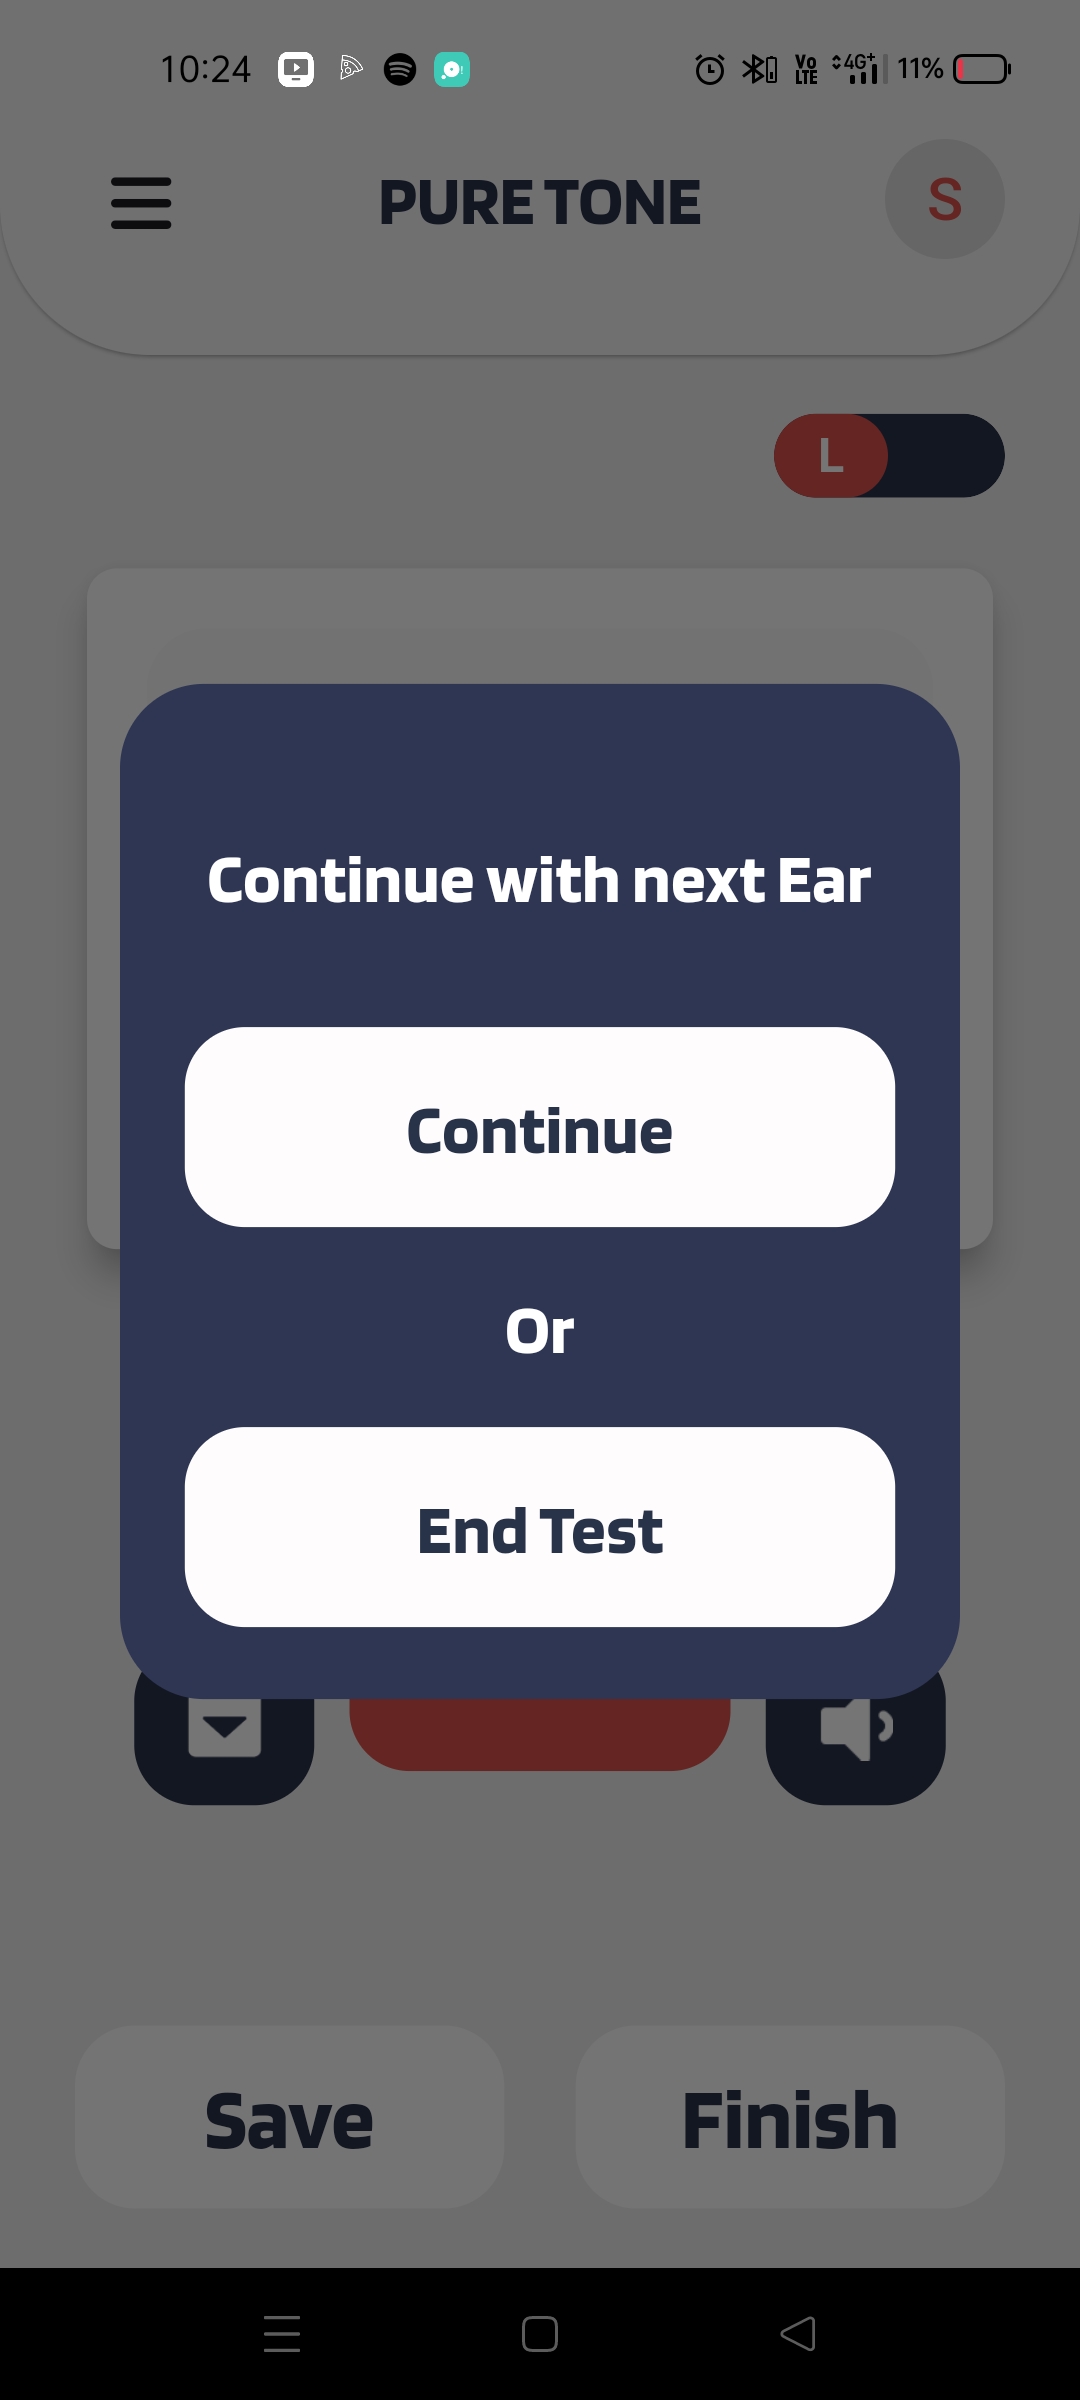 10:24
Vo LTE 4G+ 11%
PURE TONE
S
L
Continue with next Ear
Continue
Or
End Test
Save
Finish